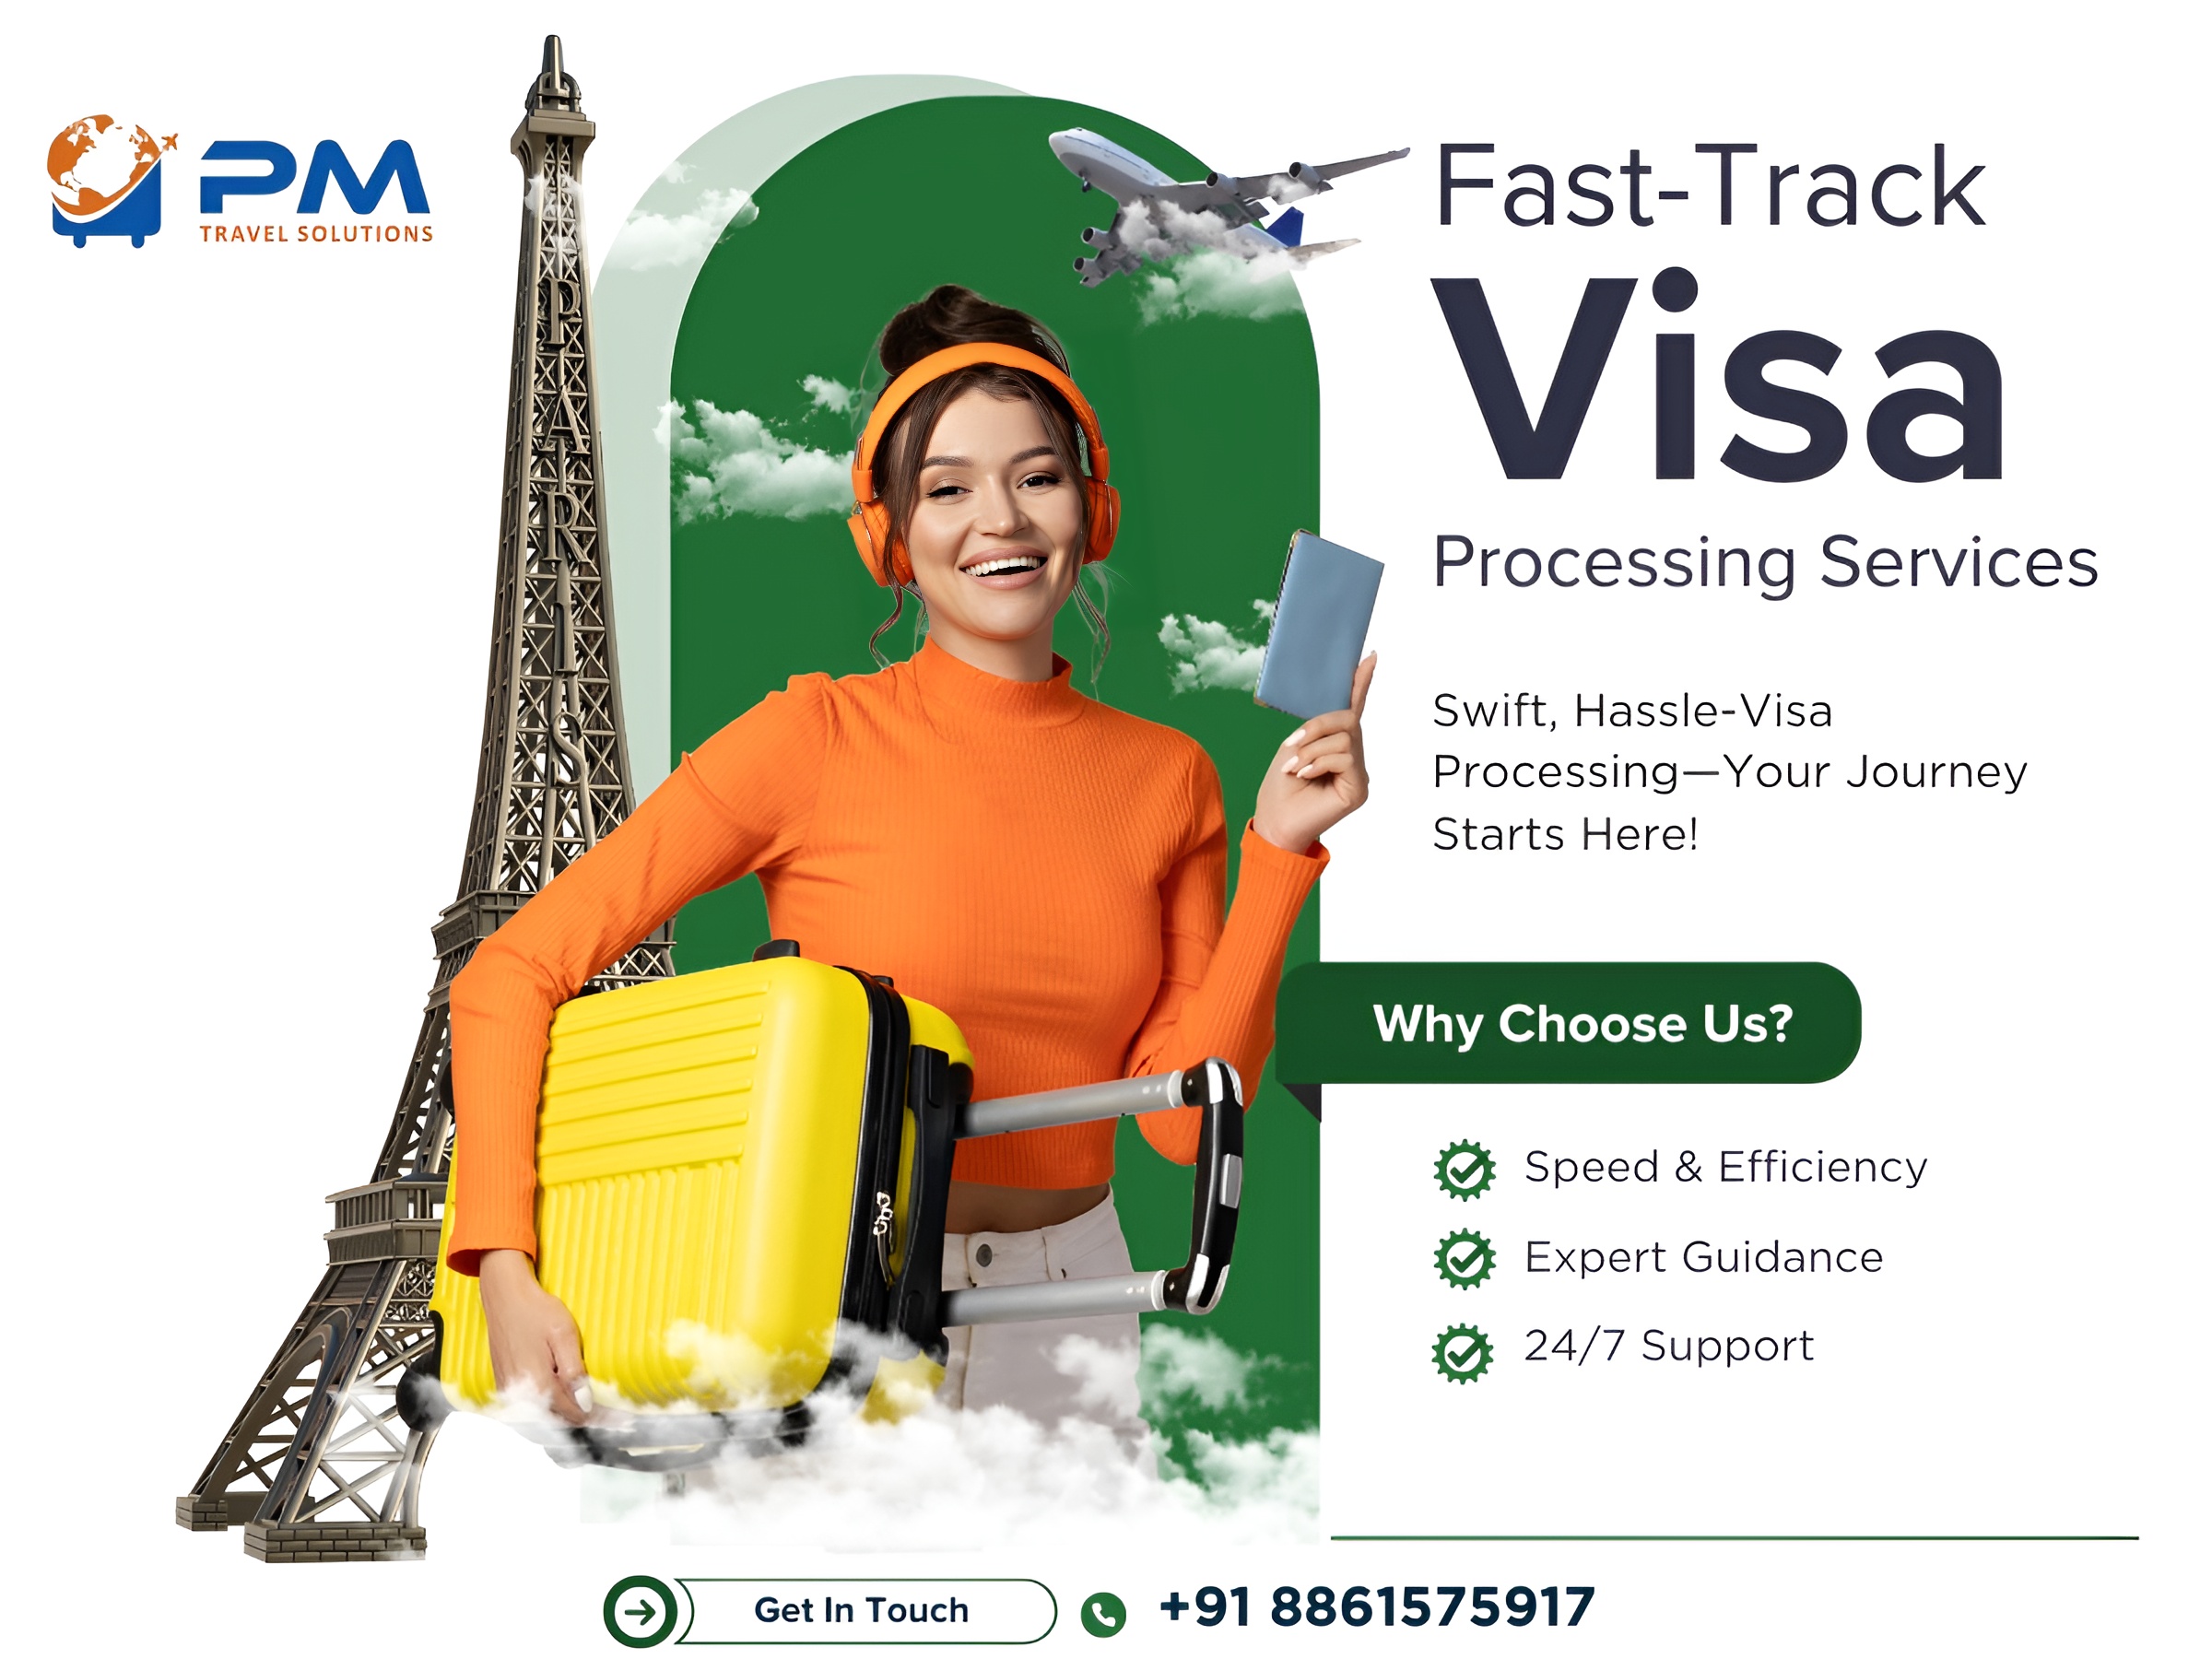 PM
TRAVEL SOLUTIONS
PARIS
Fast-Track
Visa
Processing Services
Swift, Hassle-Visa
Processing—Your Journey
Starts Here!
Why Choose Us?
Speed & Efficiency
Expert Guidance
24/7 Support
Get In Touch
+91 8861575917